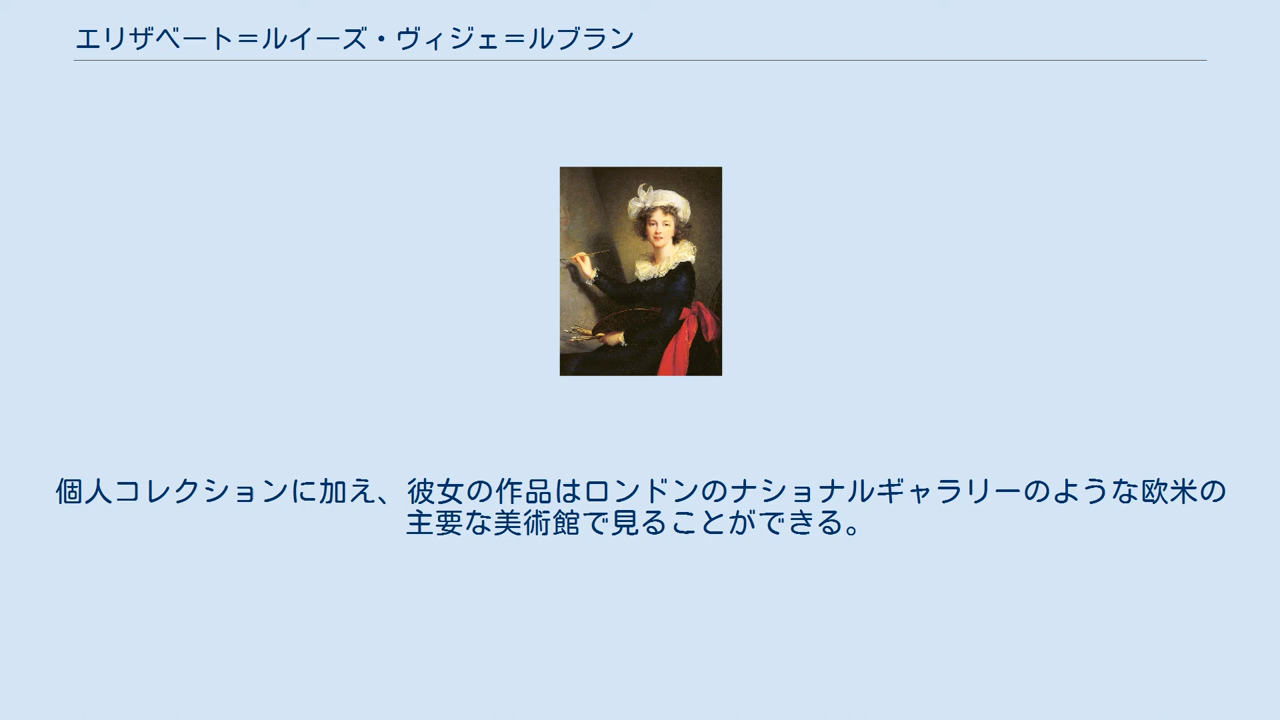 エリザベート＝ルイーズ・ヴィジェ＝ルブラン
個人コレクションに加え、彼女の作品はロンドンのナショナルギャラリーのような欧米の
主要な美術館で見ることができる。